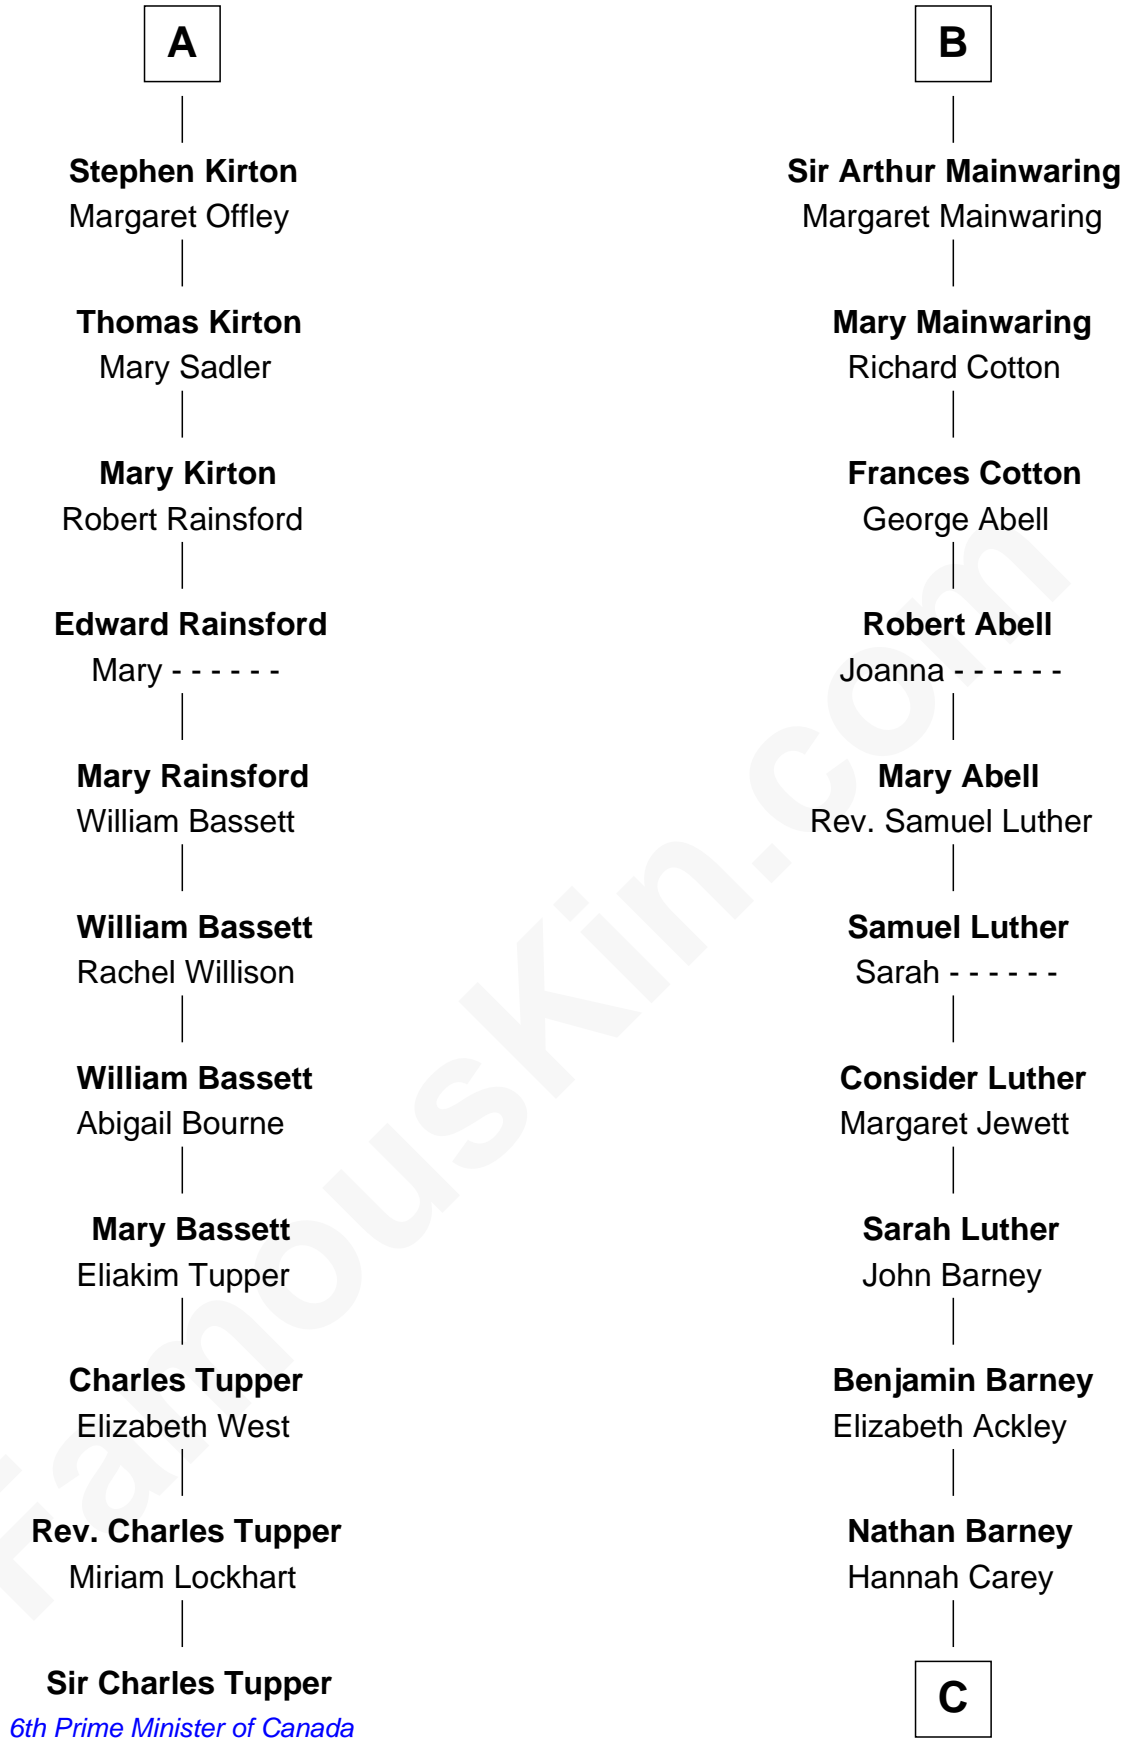 A
Stephen Kirton
Margaret Offley
Thomas Kirton
Mary Sadler
Mary Kirton
Robert Rainsford
Edward Rainsford
Mary - - - - - -
Mary Rainsford
William Bassett
William Bassett
Rachel Willison
William Bassett
Abigail Bourne
Mary Bassett
Eliakim Tupper
Charles Tupper
Elizabeth West
Rev. Charles Tupper
Miriam Lockhart
Sir Charles Tupper
6th Prime Minister of Canada
B
Sir Arthur Mainwaring
Margaret Mainwaring
Mary Mainwaring
Richard Cotton
Frances Cotton
George Abell
Robert Abell
Joanna - - - - - -
Mary Abell
Rev. Samuel Luther
Samuel Luther
Sarah - - - - - -
Consider Luther
Margaret Jewett
Sarah Luther
John Barney
Benjamin Barney
Elizabeth Ackley
Nathan Barney
Hannah Carey
C
FamousKin.com